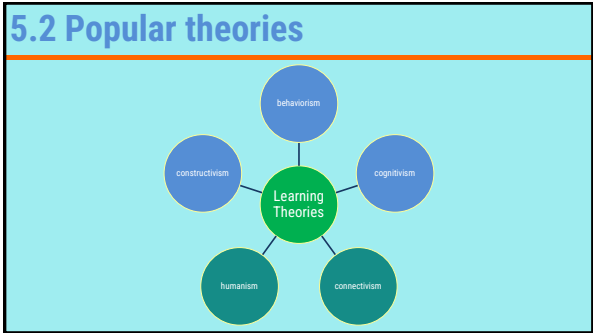 5.2 Popular theories
behaviorism
constructivism
cognitivism
Learning
Theories
humanism
connectivism